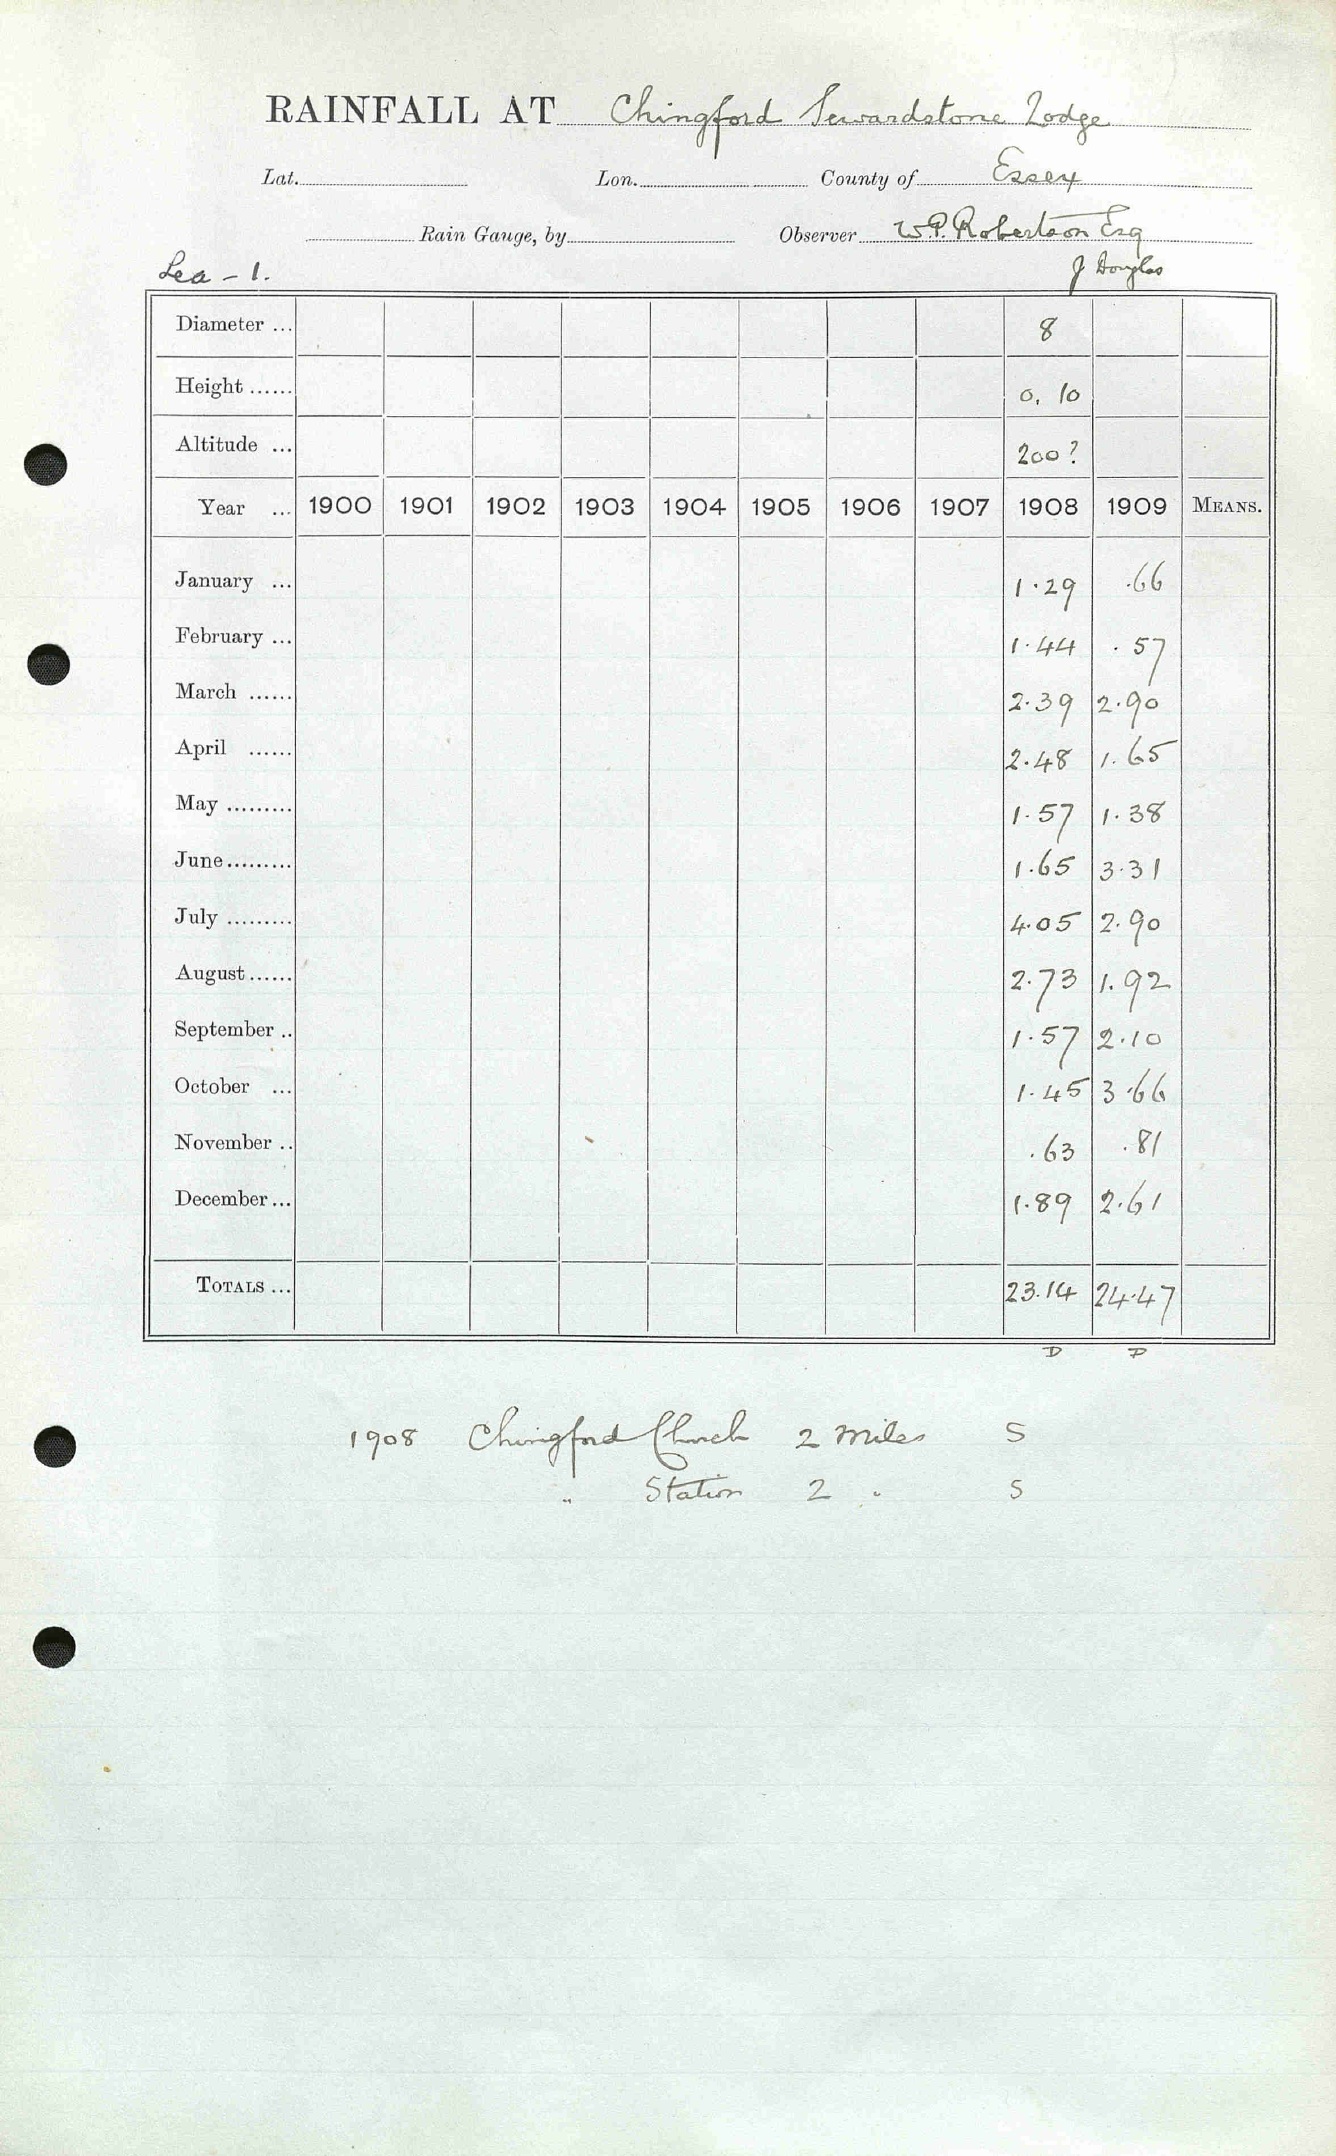 RAINFALL AT Chingford Sewardstone Lodge
Lat. Lon. County of Essex
Rain Gauge, by Observer W.P. Robertson Esq
Lea - 1. J Douglas
Diameter ... 8
Height ...... 0. 10
Altitude ... 200?
Year ... 1900 1901 1902 1903 1904 1905 1906 1907 1908 1909 MEANS.
January ... 1.29 .66
February ... 1.44 .57
March ...... 2.39 2.90
April ...... 2.48 1.65
May ......... 1.57 1.38
June ......... 1.65 3.31
July ......... 4.05 2.90
August ...... 2.73 1.92
September .. 1.57 2.10
October ... 1.45 3.66
November .. .63 .81
December ... 1.89 2.61
TOTALS ... 23.14 24.47
D D
1908 Chingford Church 2 miles S
" Station 2 " S